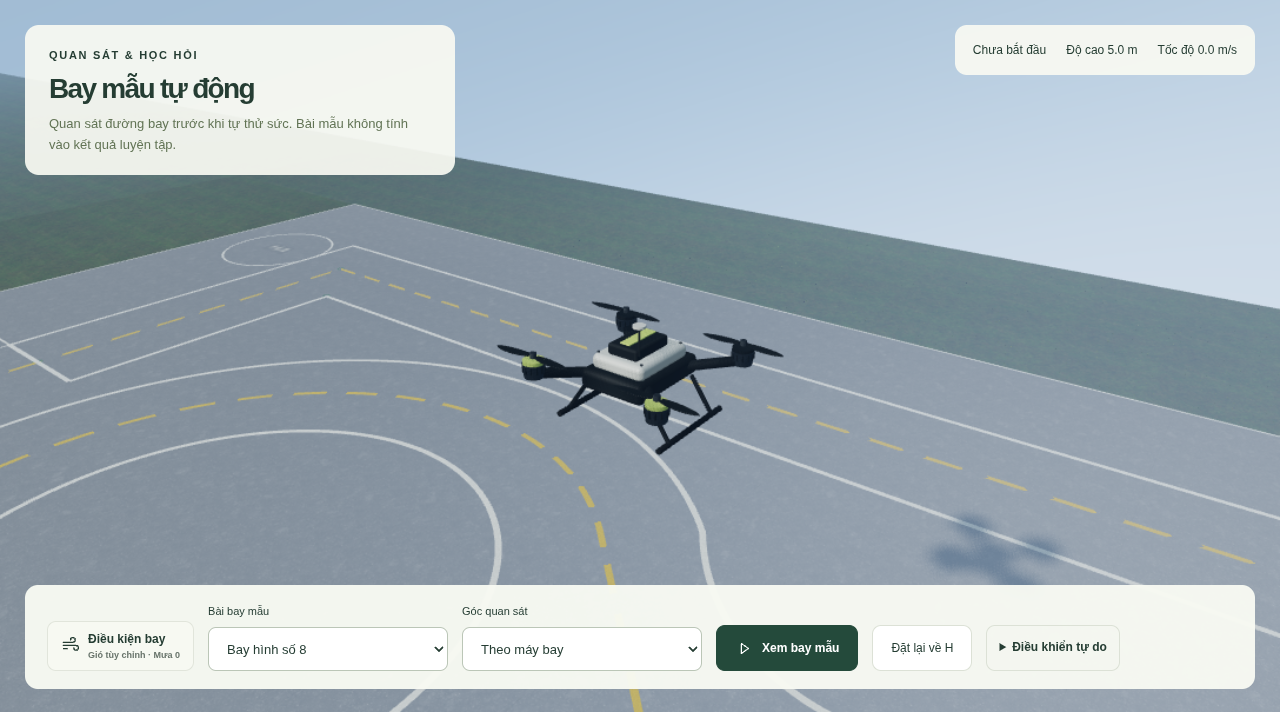 QUAN SÁT & HỌC HỎI
Bay mẫu tự động
Quan sát đường bay trước khi tự thử sức. Bài mẫu không tính
vào kết quả luyện tập.
Chưa bắt đầu Độ cao 5.0 m Tốc độ 0.0 m/s
Điều kiện bay
Gió tùy chỉnh · Mưa 0
Bài bay mẫu
Bay hình số 8
Góc quan sát
Theo máy bay
Xem bay mẫu
Đặt lại về H
Điều khiển tự do